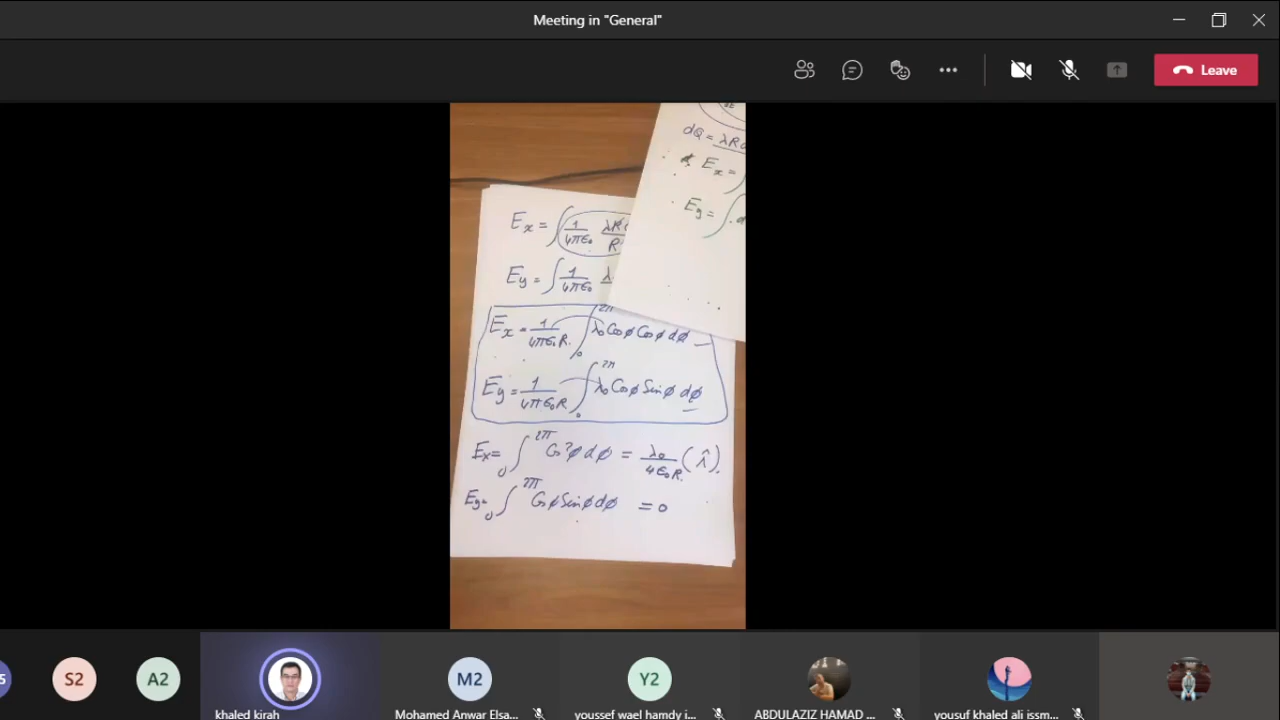 Meeting in "General"
Leave
dQ = λR
Ex =
Ey = ∫
Ex = ∫ 1/4πϵ₀ λR/R
Ey = ∫ 1/4πϵ₀ λ
Ex = 1/4πϵ₀R ∫₀^2π λ₀ Cosφ Cosφ dφ
Ey = 1/4πϵ₀R ∫₀^2π λ₀ Cosφ Sinφ dφ
Ex = ∫₀^2π Cos²φ dφ = λ₀/4ϵ₀R (λ̂).
Ey = ∫₀^2π CosφSinφdφ = 0
5
S2
A2
khaled kirah
M2
Mohamed Anwar Elsa...
Y2
youssef wael hamdy i...
ABDULAZIZ HAMAD ...
yousuf khaled ali issm...